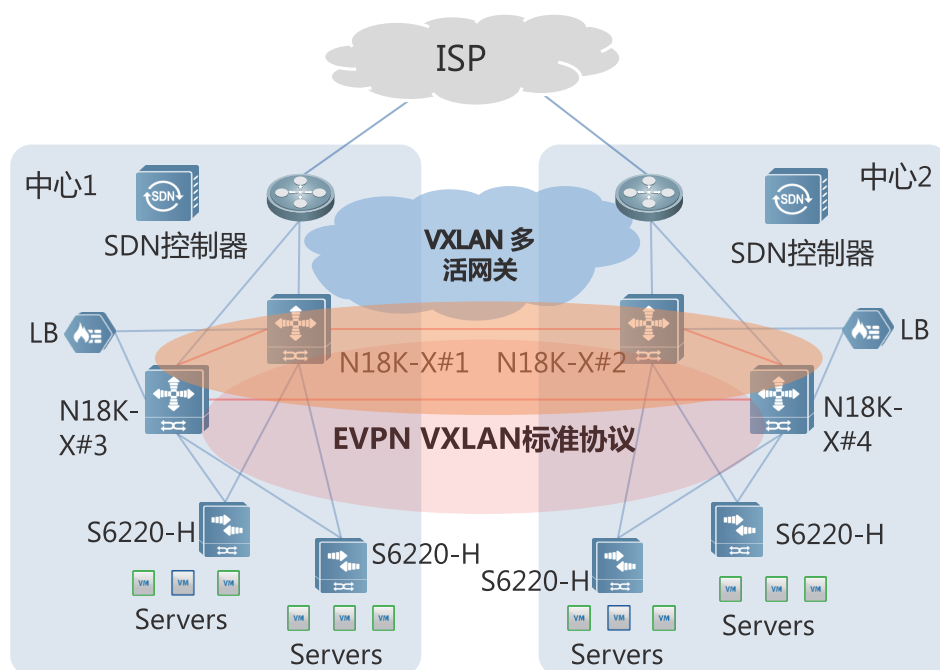 ISP
中心1
SDN
SDN控制器
中心2
SDN
SDN控制器
VXLAN 多
活网关
LB
LB
N18K-X#1
N18K-X#2
N18K-
X#3
N18K-
X#4
EVPN VXLAN标准协议
S6220-H
S6220-H
S6220-H
S6220-H
VM
VM
VM
Servers
VM
VM
VM
Servers
VM
VM
VM
Servers
VM
VM
VM
Servers